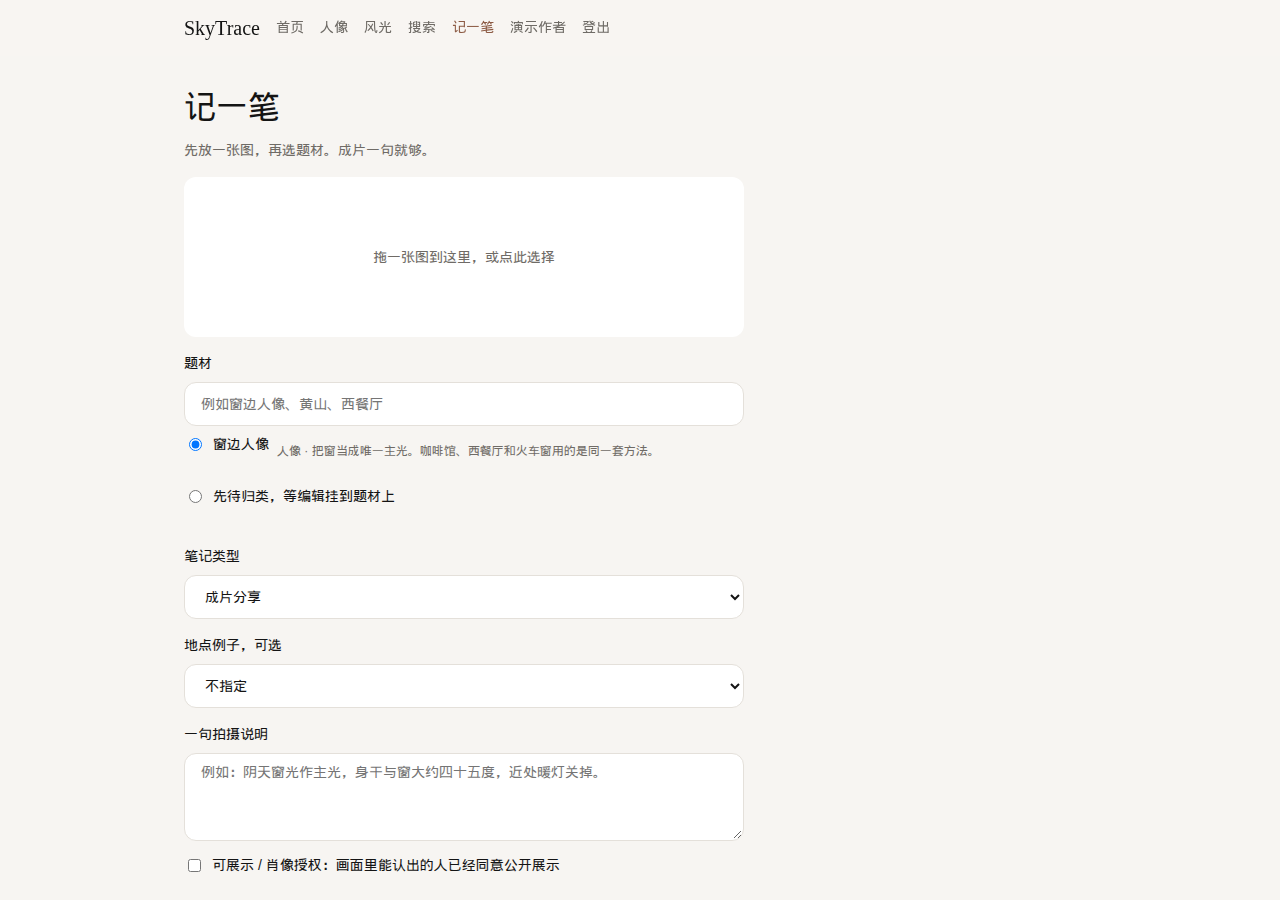 SkyTrace 首页 人像 风光 搜索 记一笔 演示作者 登出
记一笔
先放一张图，再选题材。成片一句就够。
拖一张图到这里，或点此选择
题材
例如窗边人像、黄山、西餐厅
窗边人像 人像 · 把窗当成唯一主光。咖啡馆、西餐厅和火车窗用的是同一套方法。
先待归类，等编辑挂到题材上
笔记类型
成片分享
地点例子，可选
不指定
一句拍摄说明
例如：阴天窗光作主光，身干与窗大约四十五度，近处暖灯关掉。
可展示 / 肖像授权：画面里能认出的人已经同意公开展示